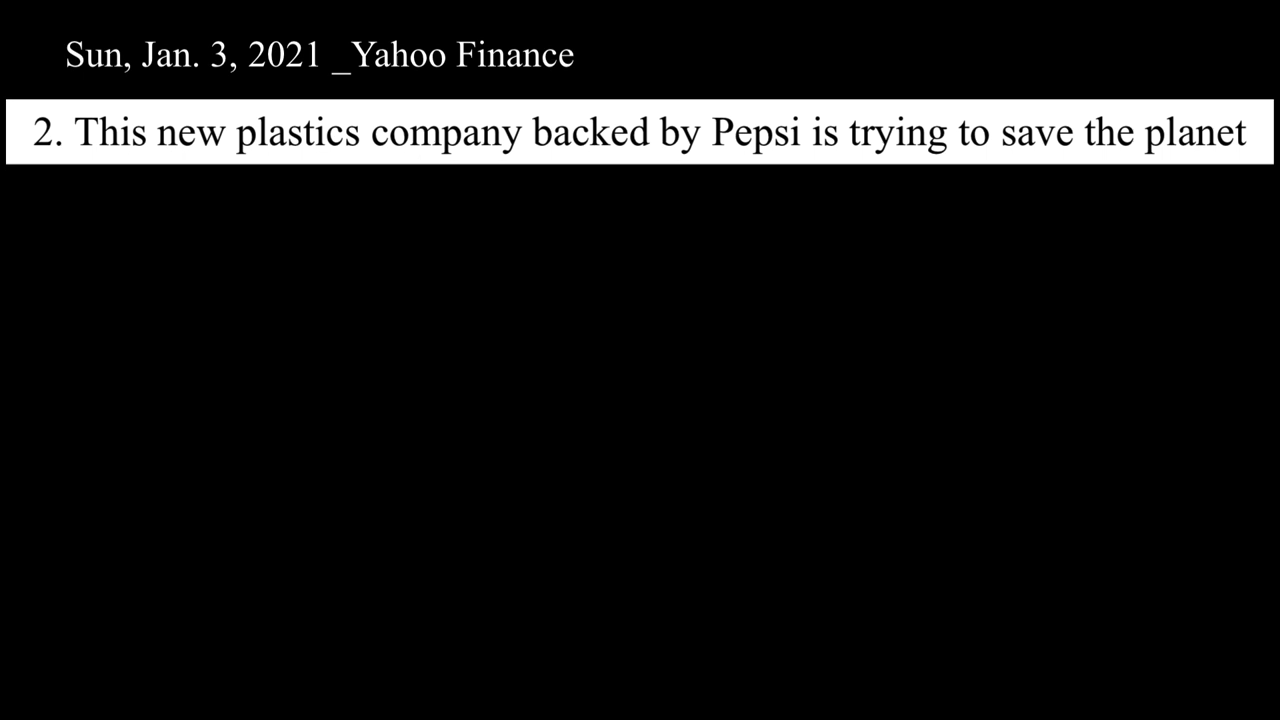 Sun, Jan. 3, 2021 _Yahoo Finance
2. This new plastics company backed by Pepsi is trying to save the planet